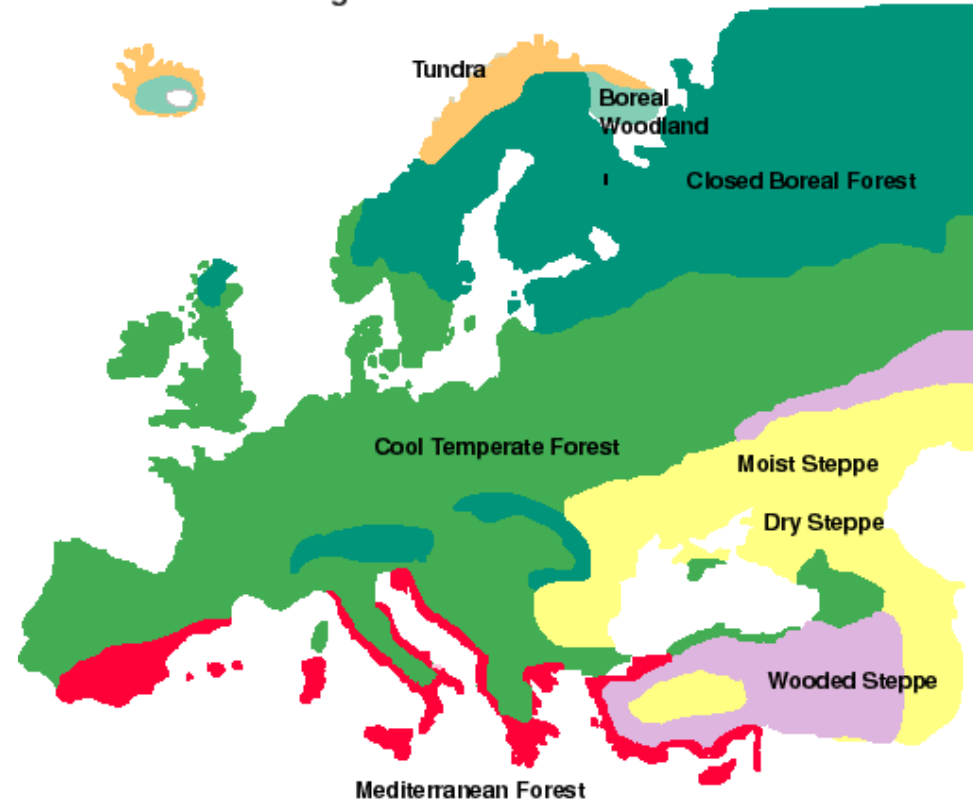 Tundra
Boreal
Woodland
Closed Boreal Forest
Cool Temperate Forest
Moist Steppe
Dry Steppe
Wooded Steppe
Mediterranean Forest